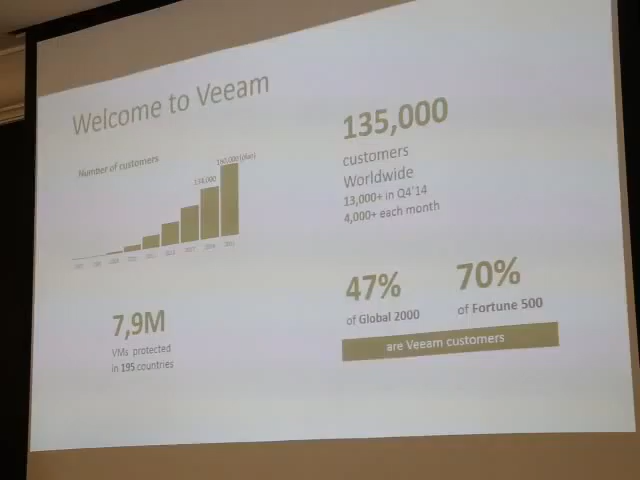 Welcome to Veeam
Number of customers
134,000
135,000
customers
Worldwide
13,000+ in Q4'14
4,000+ each month
7,9M
VMs protected
in 195 countries
47%
of Global 2000
70%
of Fortune 500
are Veeam customers